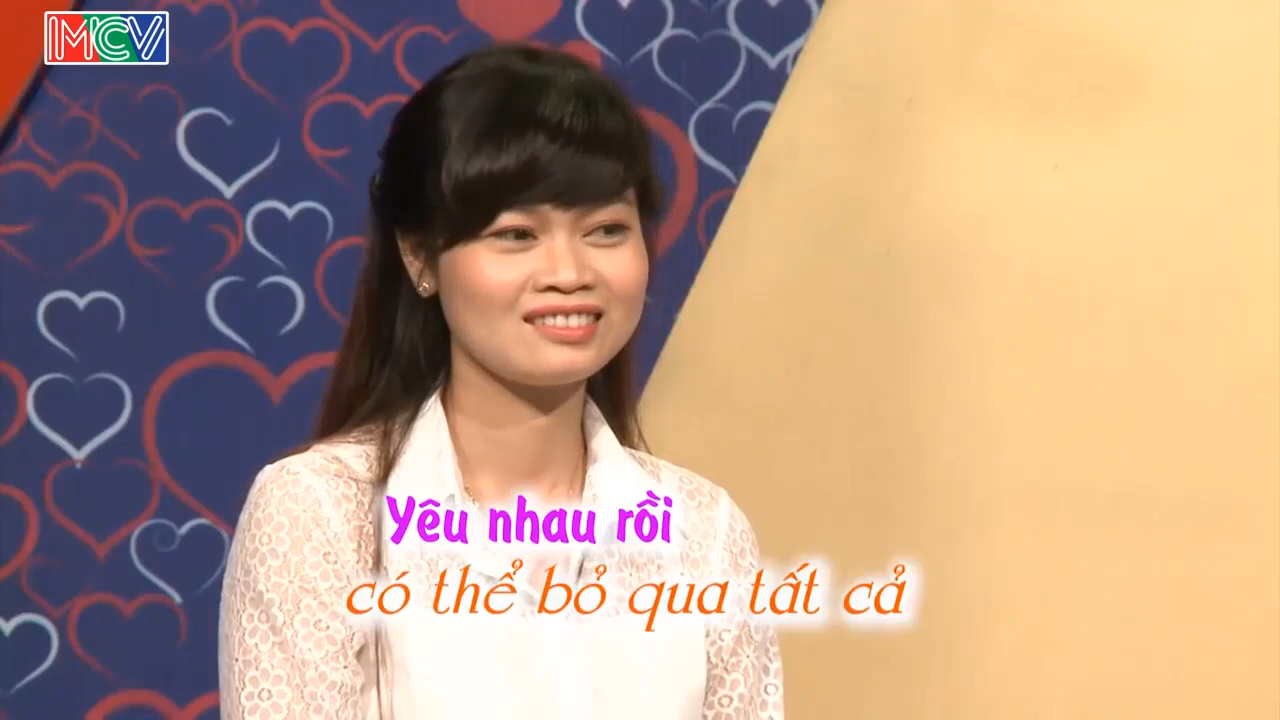 MCV
Yêu nhau rồi
có thể bỏ qua tất cả